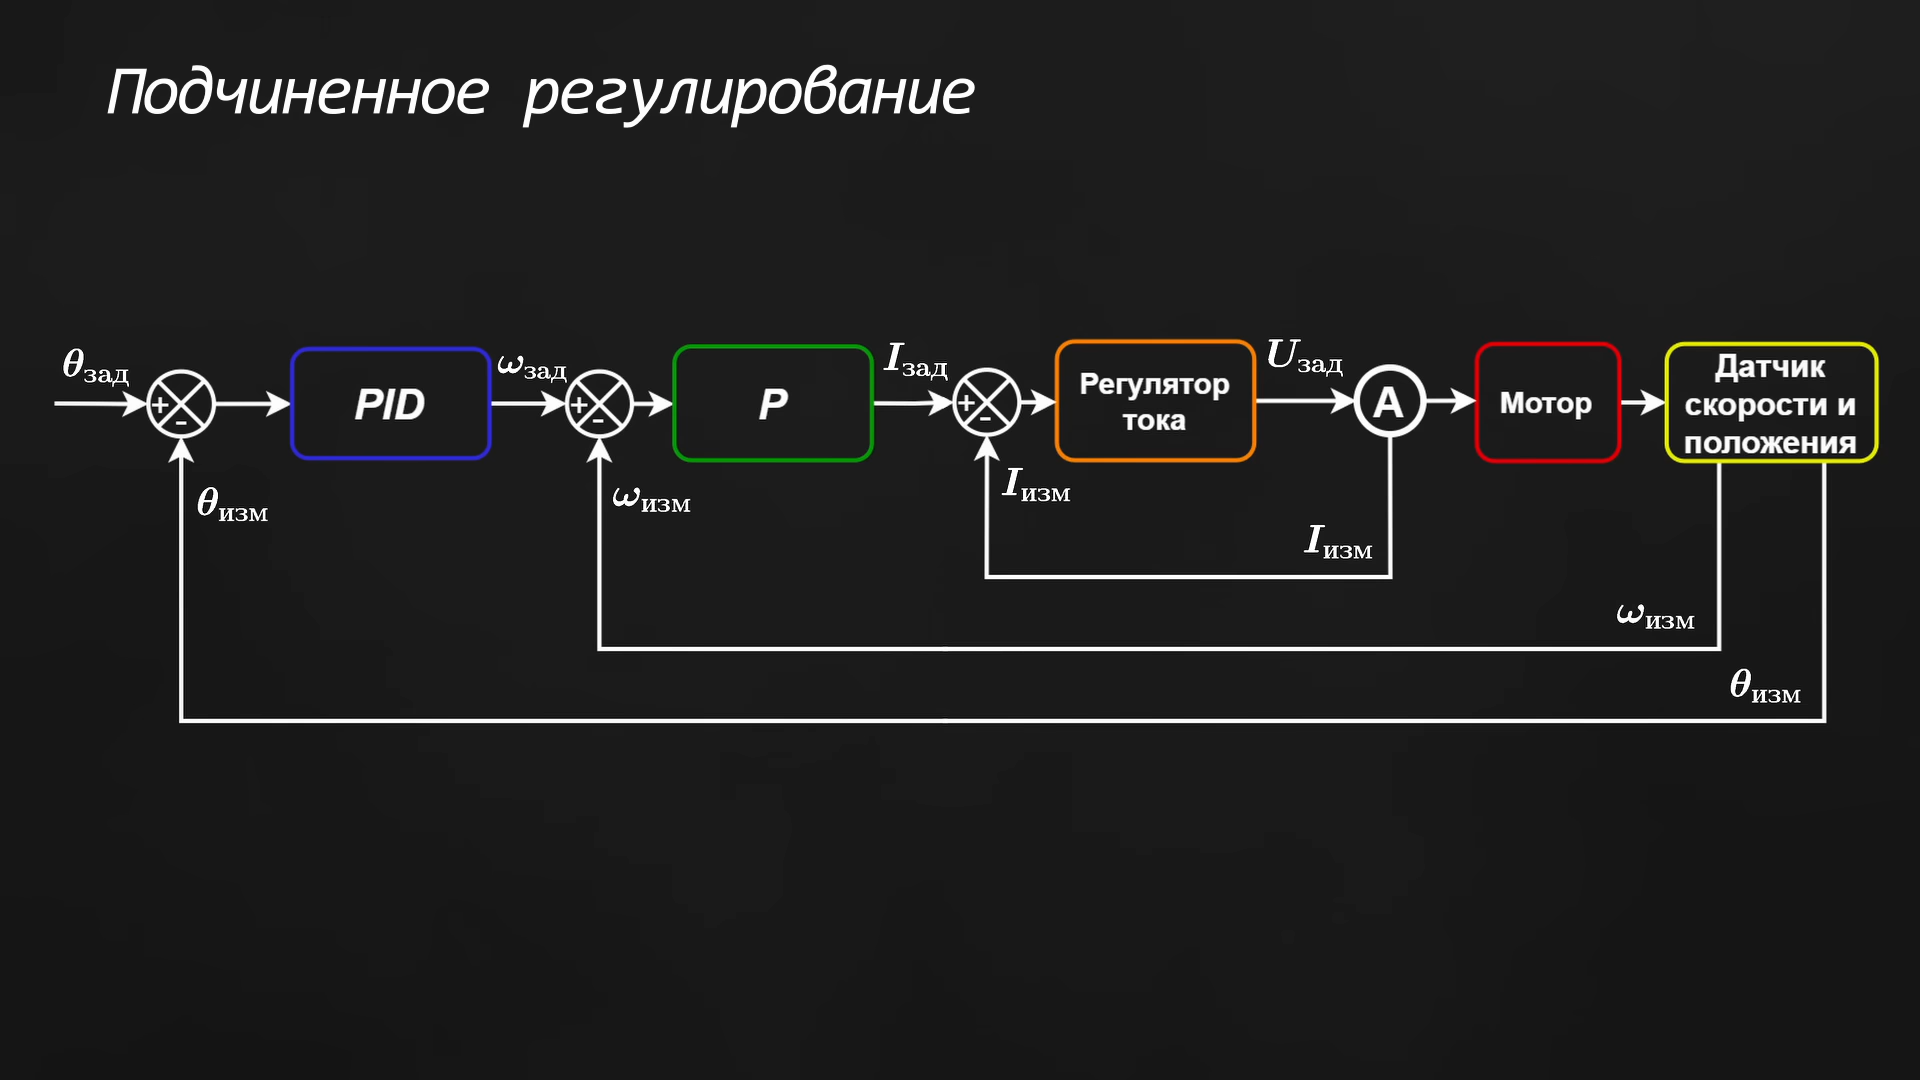 Подчиненное регулирование
θзад
+
-
PID
ωзад
+
-
P
Iзад
+
-
Регулятор
тока
Uзад
A
Мотор
Датчик
скорости и
положения
θизм
ωизм
Iизм
Iизм
ωизм
θизм